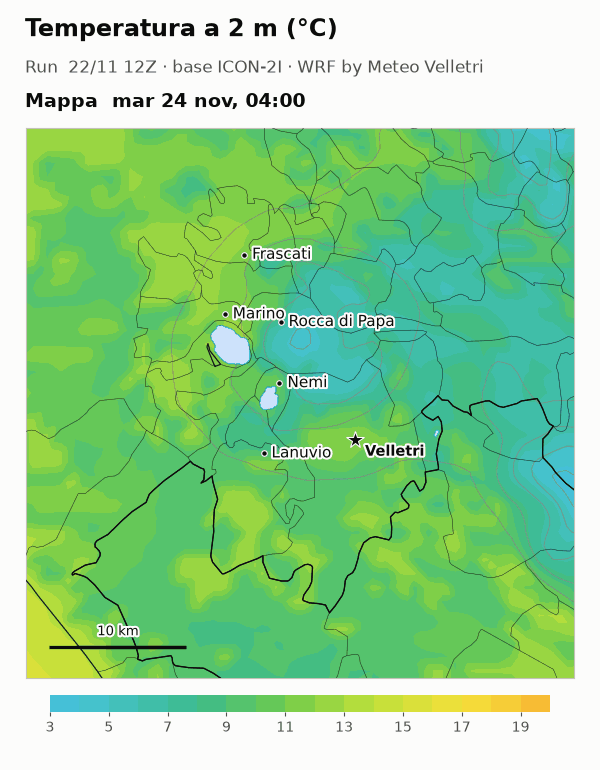 Temperatura a 2 m (°C)
Run  22/11 12Z · base ICON-2I · WRF by Meteo Velletri
Mappa  mar 24 nov, 04:00
Frascati
Marino
Rocca di Papa
Nemi
Velletri
Lanuvio
10 km
3 5 7 9 11 13 15 17 19